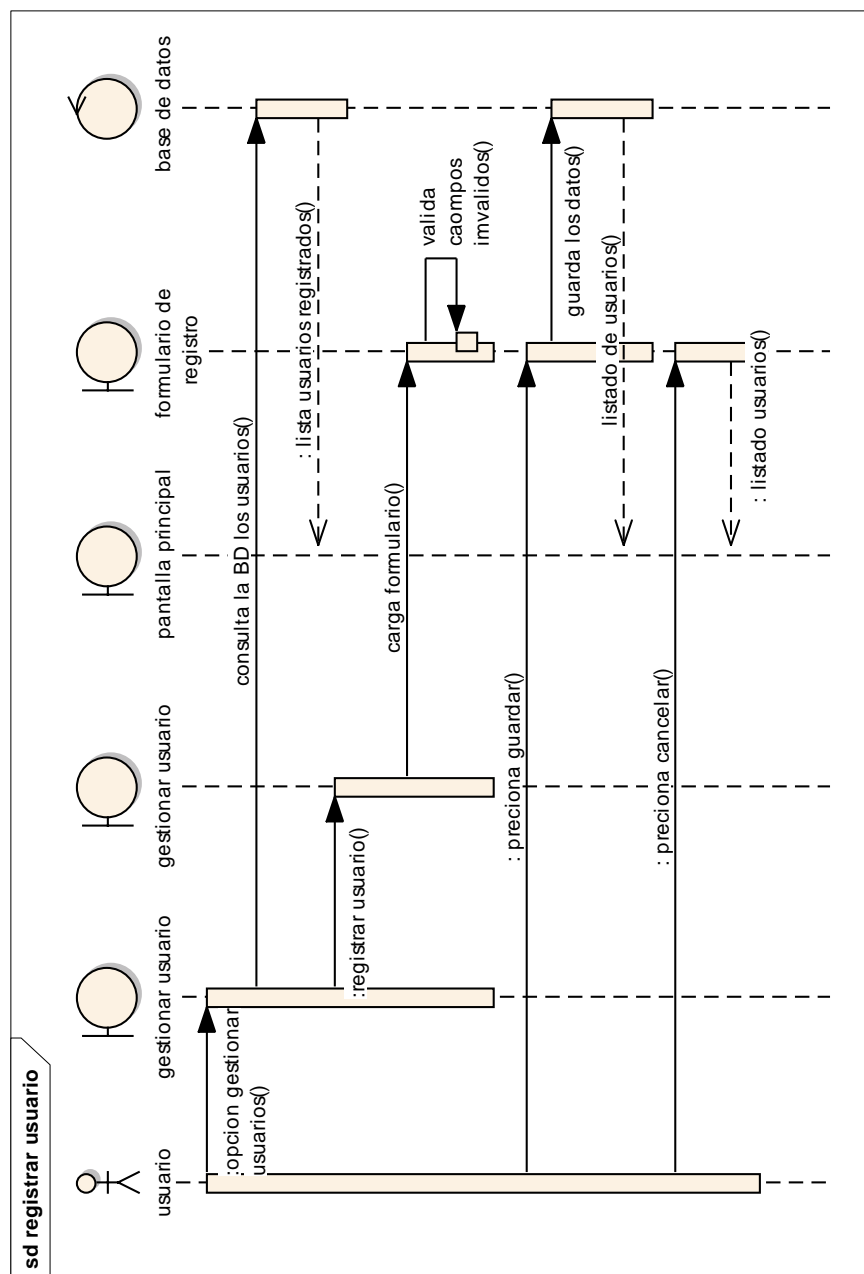 sd registrar usuario
usuario
gestionar usuario
gestionar usuario
pantalla principal
formulario de
registro
base de datos
:opcion gestionar
usuarios()
consulta la BD los usuarios()
: lista usuarios registrados()
:registrar usuario()
carga formulario()
valida
caompos
imvalidos()
: preciona guardar()
guarda los datos()
listado de usuarios()
: preciona cancelar()
: listado usuarios()